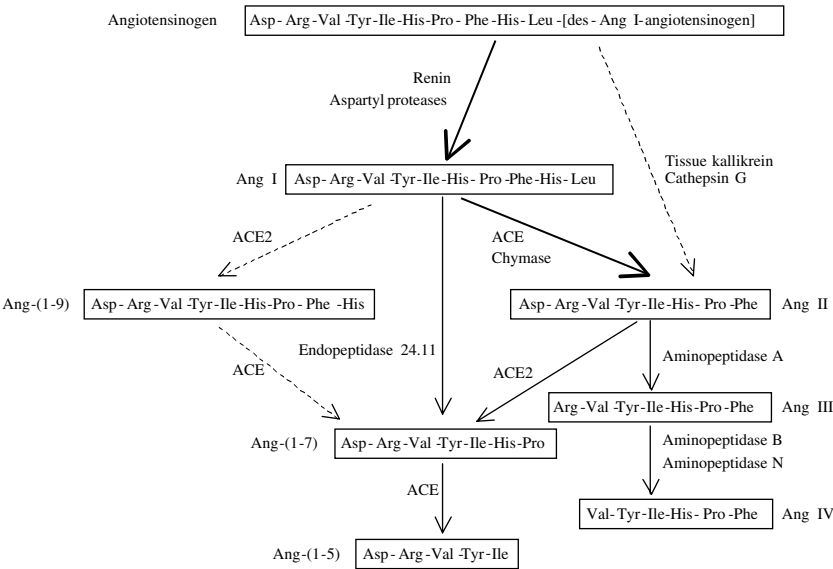 Angiotensinogen Asp- Arg-Val -Tyr-Ile-His-Pro- Phe-His-Leu -[des- Ang I-angiotensinogen]
Renin
Aspartyl proteases
Tissue kallikrein
Cathepsin G
Ang I Asp- Arg-Val -Tyr-Ile-His- Pro -Phe-His-Leu
ACE2
ACE
Chymase
Ang-(1-9) Asp- Arg-Val -Tyr-Ile-His-Pro- Phe -His
Asp- Arg-Val -Tyr-Ile-His- Pro-Phe Ang II
Endopeptidase 24.11
ACE
ACE2
Aminopeptidase A
Arg-Val -Tyr-Ile-His-Pro-Phe Ang III
Ang-(1-7) Asp- Arg-Val -Tyr-Ile-His-Pro
Aminopeptidase B
Aminopeptidase N
ACE
Val-Tyr-Ile-His- Pro-Phe Ang IV
Ang-(1-5) Asp- Arg-Val -Tyr-Ile